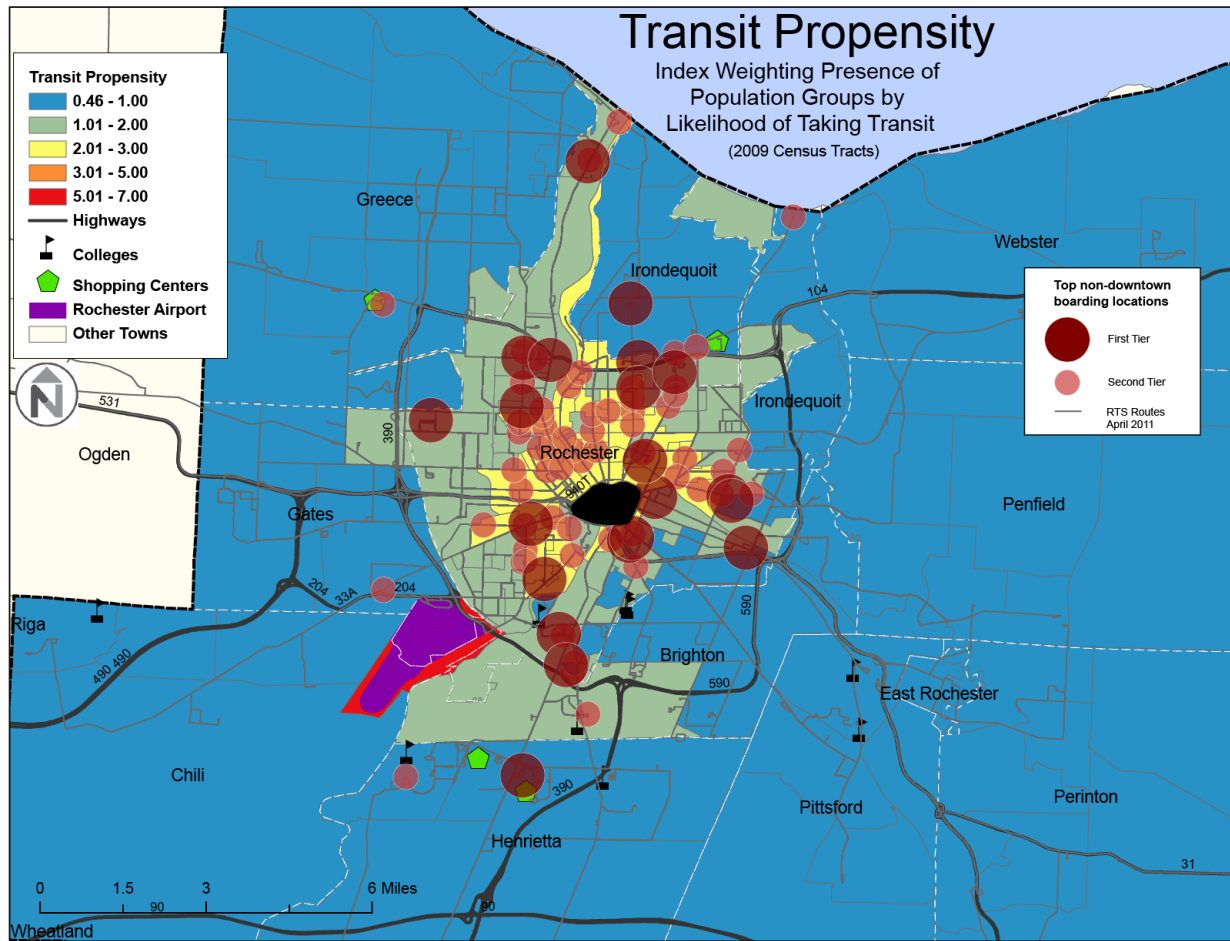 Transit Propensity
Index Weighting Presence of
Population Groups by
Likelihood of Taking Transit
(2009 Census Tracts)
Transit Propensity
0.46 - 1.00
1.01 - 2.00
2.01 - 3.00
3.01 - 5.00
5.01 - 7.00
Highways
Colleges
Shopping Centers
Rochester Airport
Other Towns
N
Top non-downtown
boarding locations
First Tier
Second Tier
RTS Routes
April 2011
Greece
Webster
Irondequoit
104
531
390
Irondequoit
Ogden
Rochester
940T
Penfield
Gates
204
33A
204
590
Riga
490 490
Brighton
590
East Rochester
Chili
390
Pittsford
Perinton
Henrietta
31
0 1.5 3 6 Miles
90
90
Wheatland